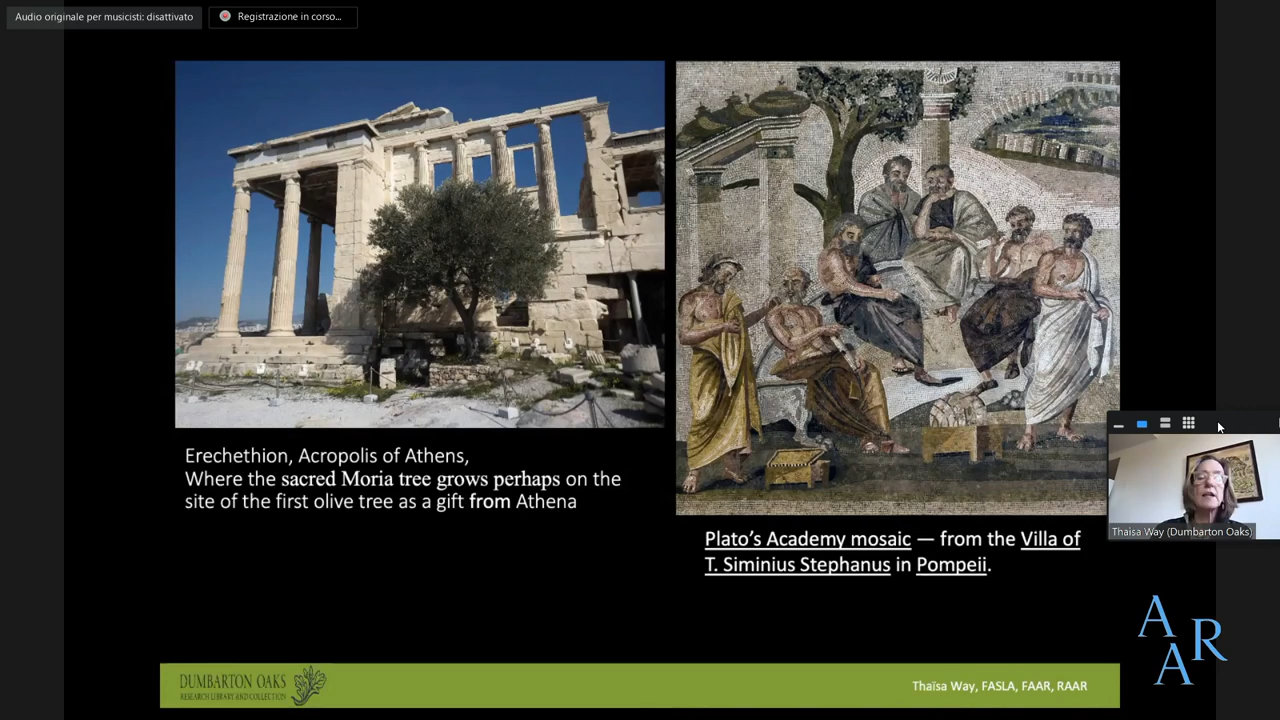 Audio originale per musicisti: disattivato
Registrazione in corso...
Erechethion, Acropolis of Athens,
Where the sacred Moria tree grows perhaps on the
site of the first olive tree as a gift from Athena
Plato's Academy mosaic — from the Villa of
T. Siminius Stephanus in Pompeii.
Thaisa Way (Dumbarton Oaks)
A
R
A
DUMBARTON OAKS
RESEARCH LIBRARY AND COLLECTION
Thaïsa Way, FASLA, FAAR, RAAR